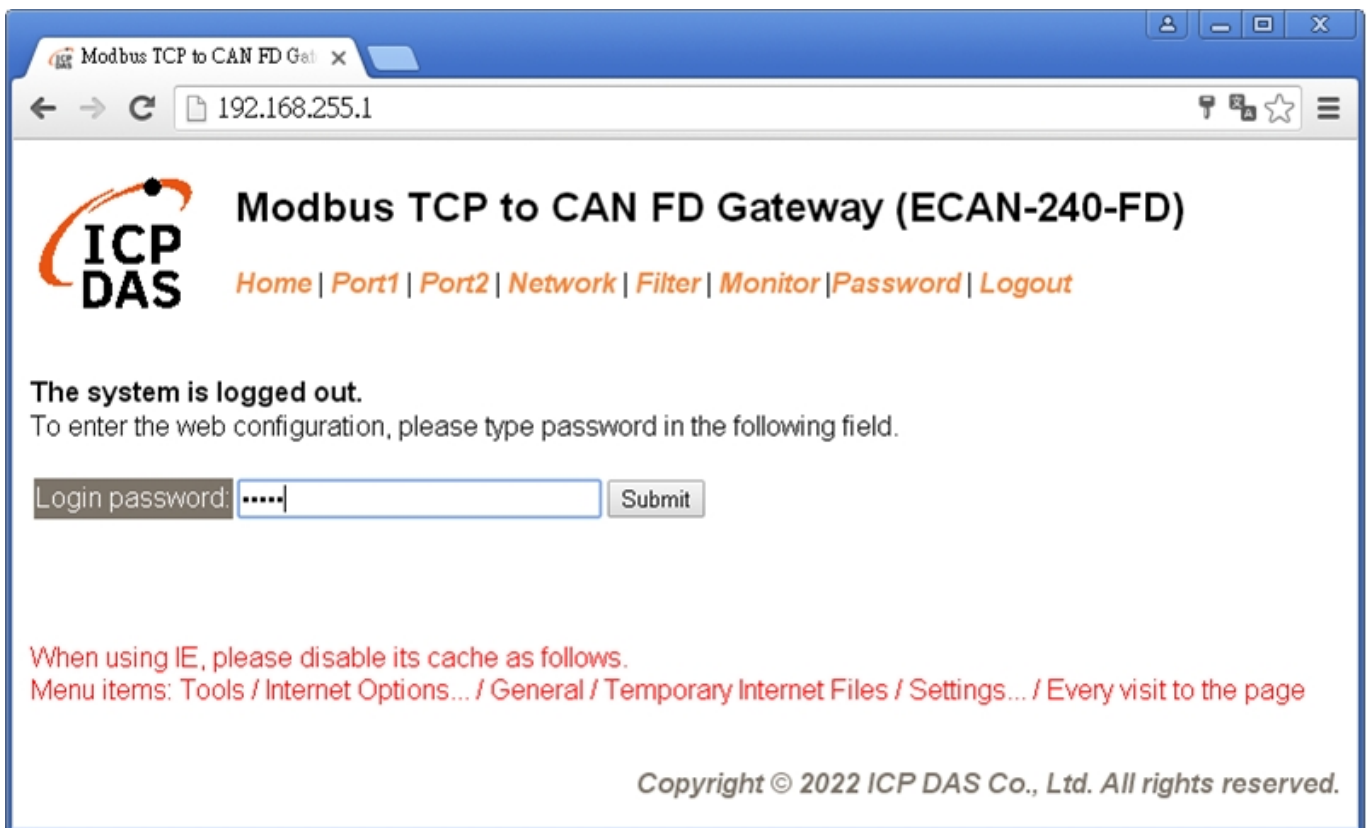 Modbus TCP to CAN FD Gat
192.168.255.1
ICP
DAS
Modbus TCP to CAN FD Gateway (ECAN-240-FD)
Home | Port1 | Port2 | Network | Filter | Monitor |Password | Logout
The system is logged out.
To enter the web configuration, please type password in the following field.
Login password: ••••• Submit
When using IE, please disable its cache as follows.
Menu items: Tools / Internet Options... / General / Temporary Internet Files / Settings... / Every visit to the page
Copyright © 2022 ICP DAS Co., Ltd. All rights reserved.